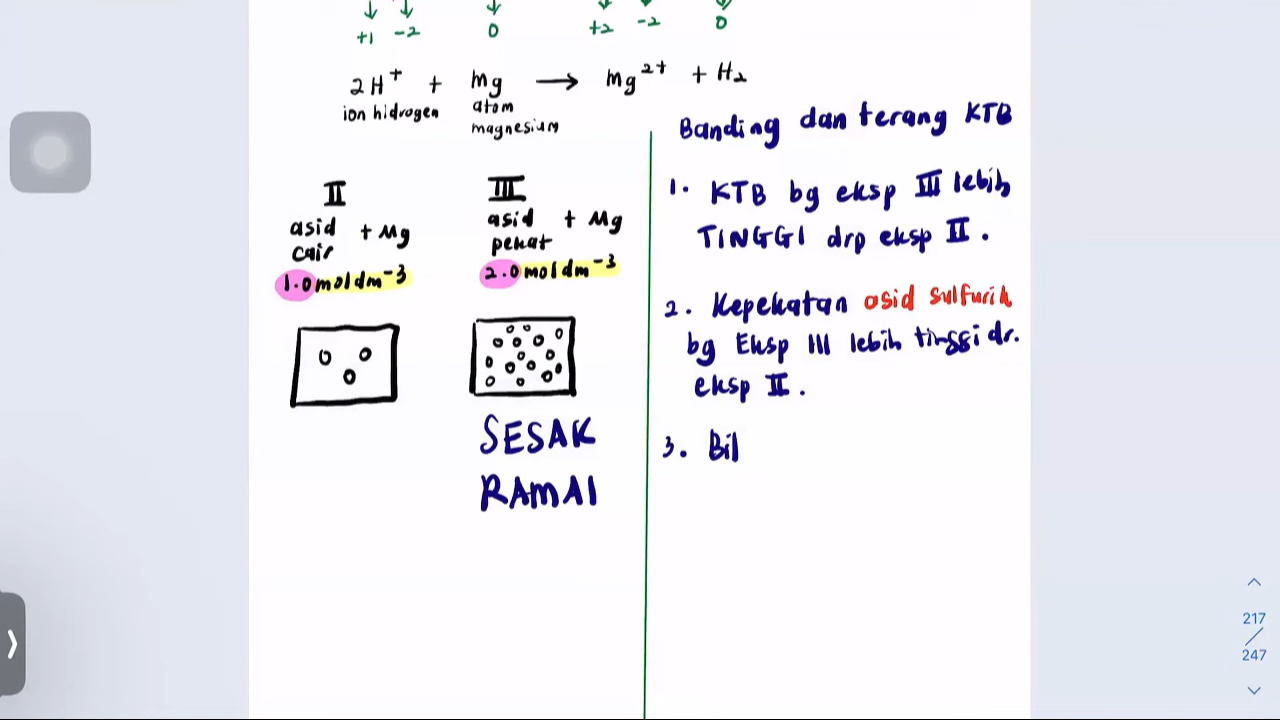 +1 -2 0 +2 -2 0
2H⁺ + Mg → Mg²⁺ + H₂
ion hidrogen atom
magnesium
II
asid + Mg
cair
1.0 mol dm⁻³
III
asid + Mg
pekat
2.0 mol dm⁻³
SESAK
RAMAI
Banding dan terang KTB
1. KTB bg eksp III lebih
TINGGI drp eksp II.
2. Kepekatan asid sulfurik
bg Eksp III lebih tinggi dr.
eksp II.
3. Bil
217
/
247